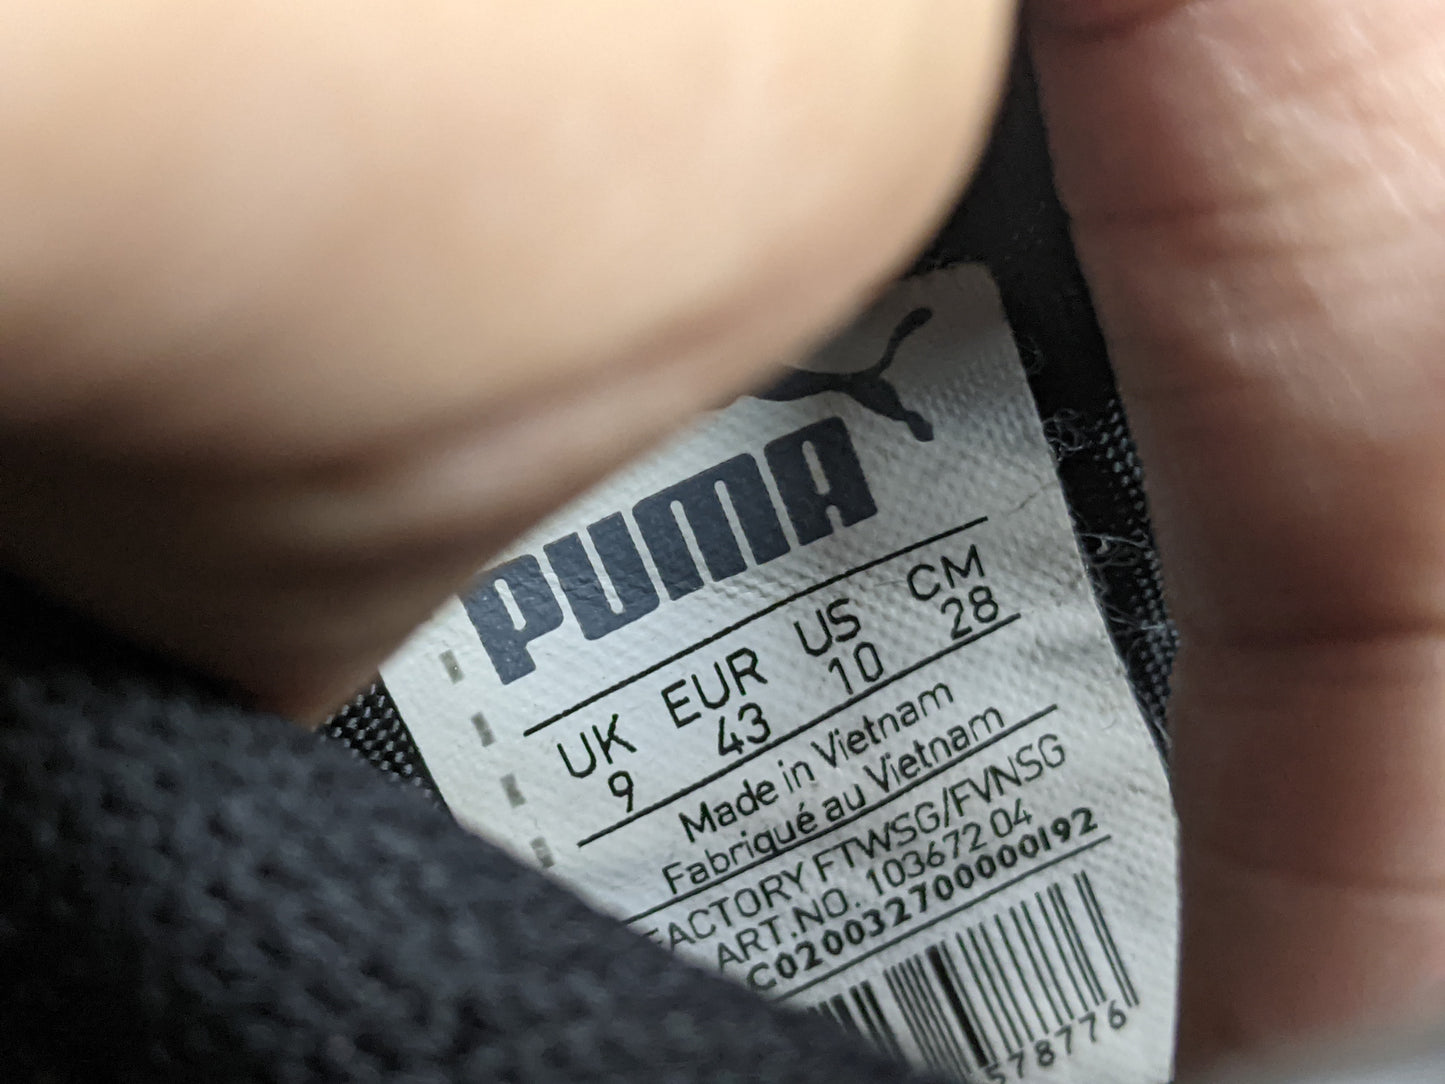 PUMA
UK EUR US CM
9 43 10 28
Made in Vietnam
Fabriqué au Vietnam
FACTORY FTWSG/FVNSG
ART.NO. 103672 04
C0200327000000192
578776